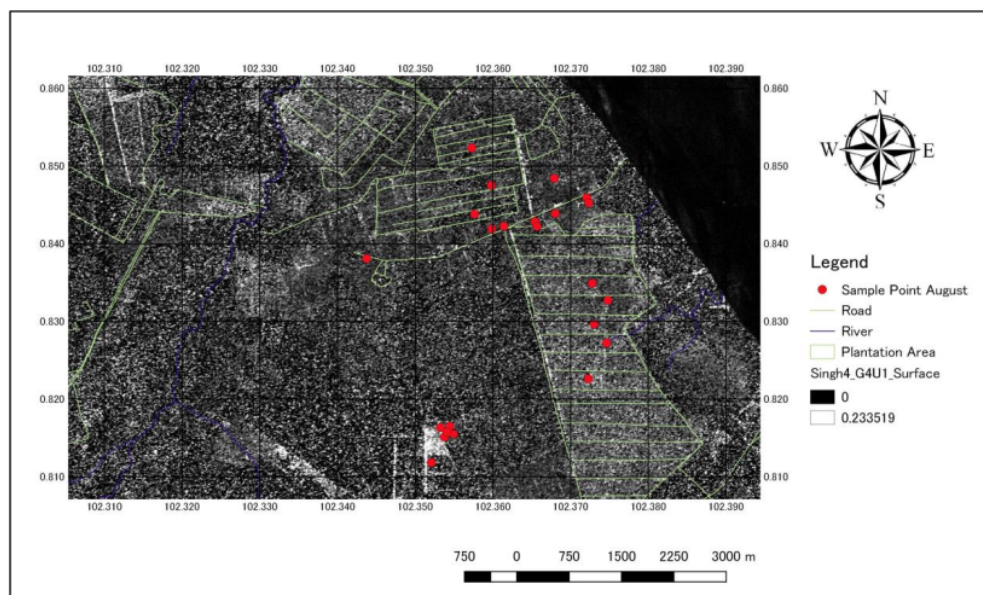 102.310 102.320 102.330 102.340 102.350 102.360 102.370 102.380 102.390
0.860 0.860
0.850 0.850
0.840 0.840
0.830 0.830
0.820 0.820
0.810 0.810
102.310 102.320 102.330 102.340 102.350 102.360 102.370 102.380 102.390
N
W E
S
Legend
Sample Point August
Road
River
Plantation Area
Singh4_G4U1_Surface
0
0.233519
750 0 750 1500 2250 3000 m